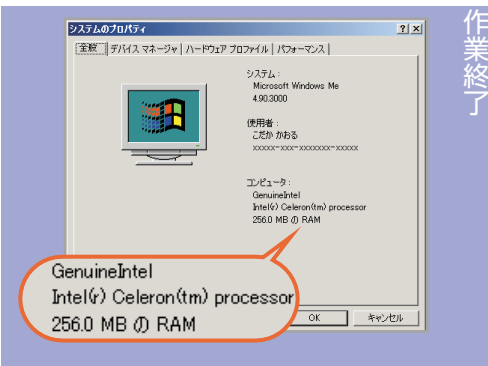 システムのプロパティ
全般 デバイス マネージャ ハードウェア プロファイル パフォーマンス
システム:
Microsoft Windows Me
4.90.3000
使用者:
こだか かおる
xxxxx-xxx-xxxxxxx-xxxxx
コンピュータ:
GenuineIntel
Intel(r) Celeron(tm) processor
256.0 MB の RAM
GenuineIntel
Intel(r) Celeron(tm) processor
256.0 MB の RAM
OK キャンセル
作業終了